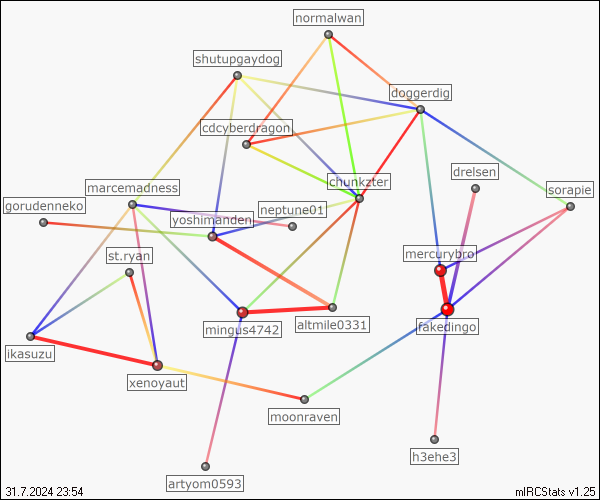 normalwan
shutupgaydog
doggerdig
cdcyberdragon
drelsen
chunkzter
marcemadness
sorapie
gorudenneko
neptune01
yoshimanden
st.ryan
mercurybro
mingus4742
altmile0331
fakedingo
ikasuzu
xenoyaut
moonraven
h3ehe3
artyom0593
31.7.2024 23:54
mIRCStats v1.25